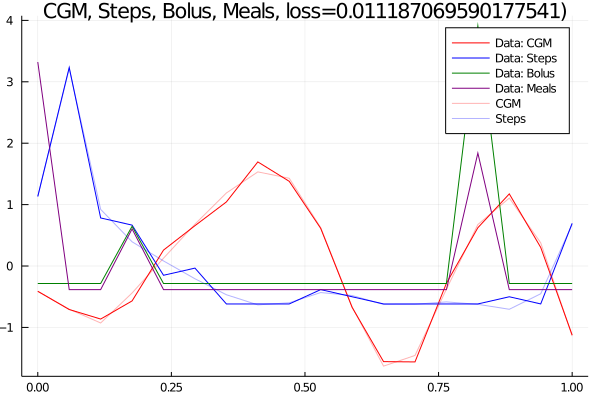 CGM, Steps, Bolus, Meals, loss=0.011187069590177541)
4
3
2
1
0
−1
Data: CGM
Data: Steps
Data: Bolus
Data: Meals
CGM
Steps
0.00 0.25 0.50 0.75 1.00